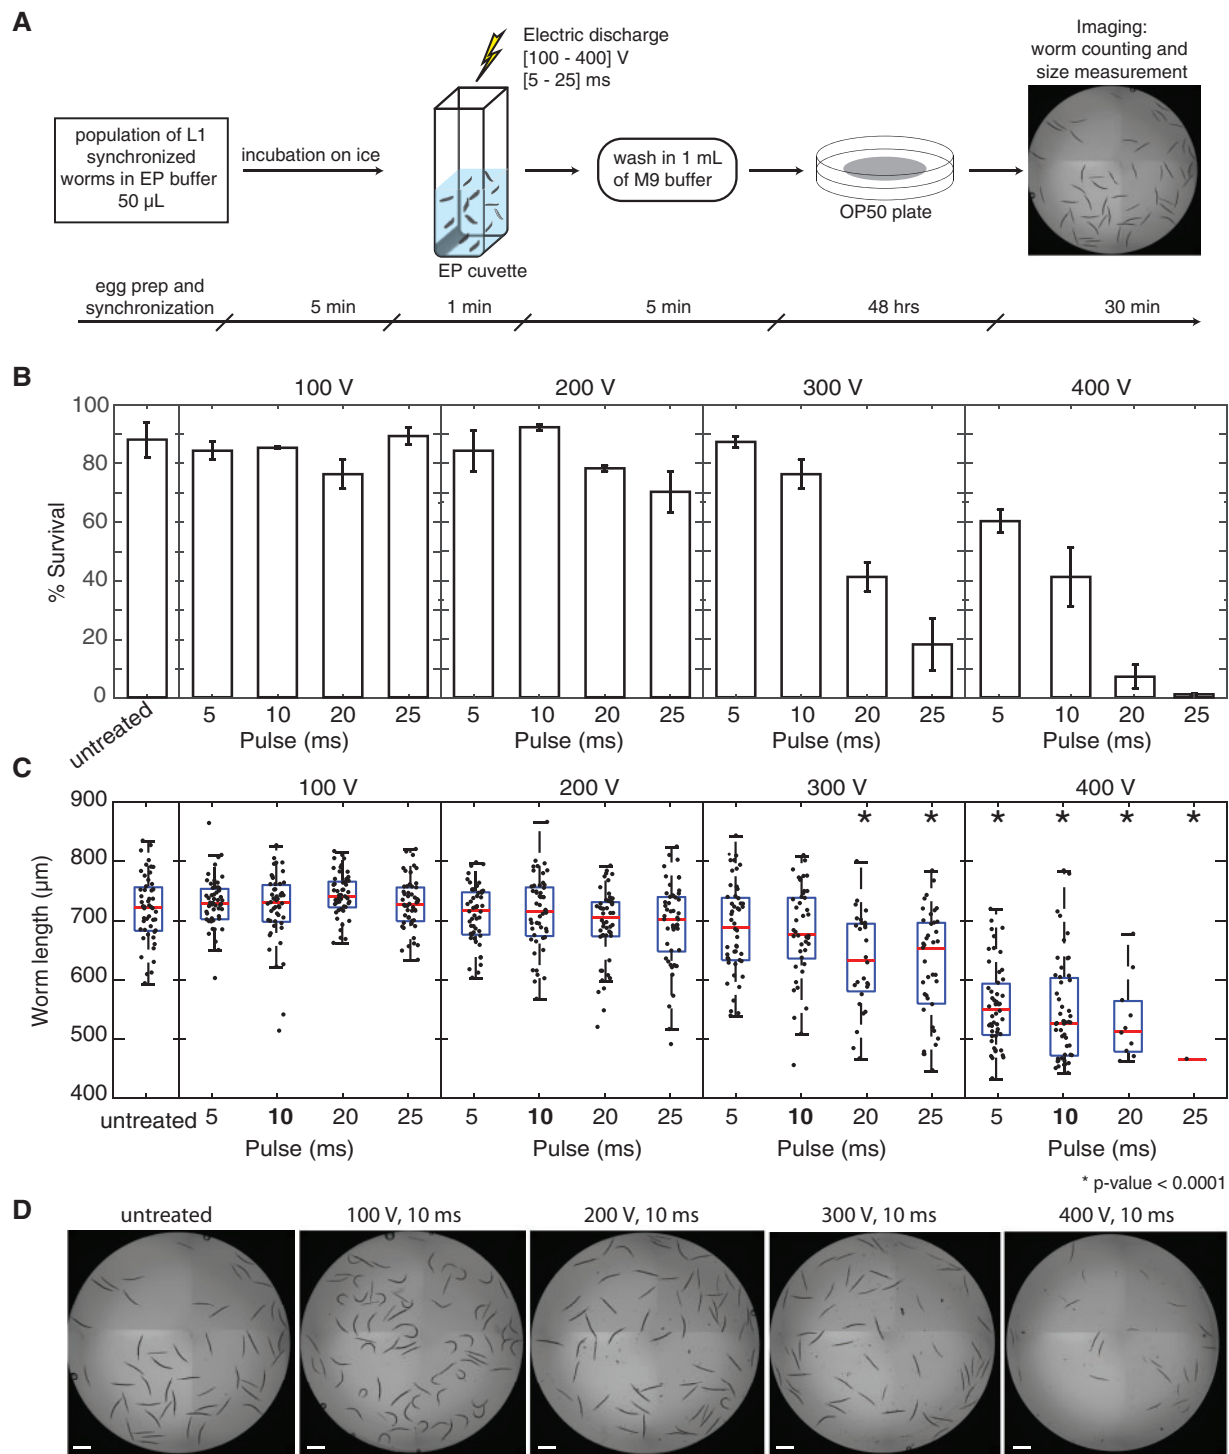 A
population of L1
synchronized
worms in EP buffer
50 µL
incubation on ice
Electric discharge
[100 - 400] V
[5 - 25] ms
EP cuvette
wash in 1 mL
of M9 buffer
OP50 plate
Imaging:
worm counting and
size measurement
egg prep and
synchronization
5 min
1 min
5 min
48 hrs
30 min
B
100 V
200 V
300 V
400 V
% Survival
100
80
60
40
20
0
untreated
5 10 20 25
5 10 20 25
5 10 20 25
5 10 20 25
Pulse (ms)
Pulse (ms)
Pulse (ms)
Pulse (ms)
C
100 V
200 V
300 V
400 V
Worm length (µm)
900
800
700
600
500
400
* * * * * *
untreated
5 10 20 25
5 10 20 25
5 10 20 25
5 10 20 25
Pulse (ms)
Pulse (ms)
Pulse (ms)
Pulse (ms)
* p-value < 0.0001
D
untreated
100 V, 10 ms
200 V, 10 ms
300 V, 10 ms
400 V, 10 ms